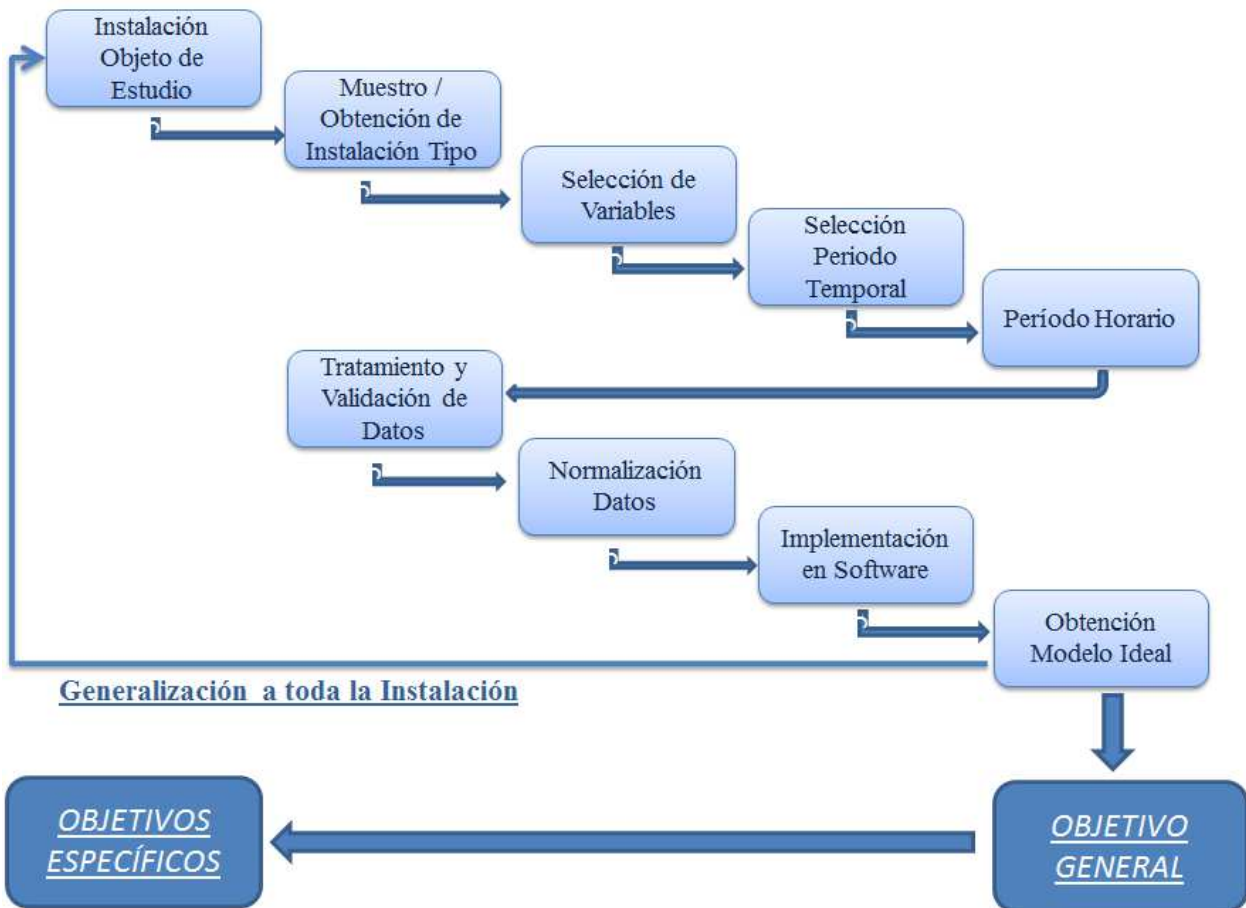 Instalación
Objeto de
Estudio
Muestro /
Obtención de
Instalación Tipo
Selección de
Variables
Selección
Periodo
Temporal
Período Horario
Tratamiento y
Validación de
Datos
Normalización
Datos
Implementación
en Software
Obtención
Modelo Ideal
Generalización a toda la Instalación
OBJETIVOS
ESPECÍFICOS
OBJETIVO
GENERAL